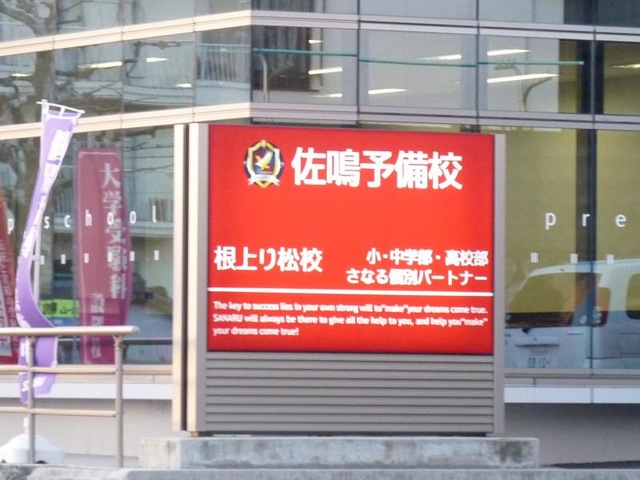 佐鳴予備校
根上り松校
小・中学部・高校部
さなる個別パートナー
The key to success lies in your own strong will to"make"your dreams come true.
SANARU will always be there to give all the help to you, and help you"make"
your dreams come true!
大学受験科
p school
pre